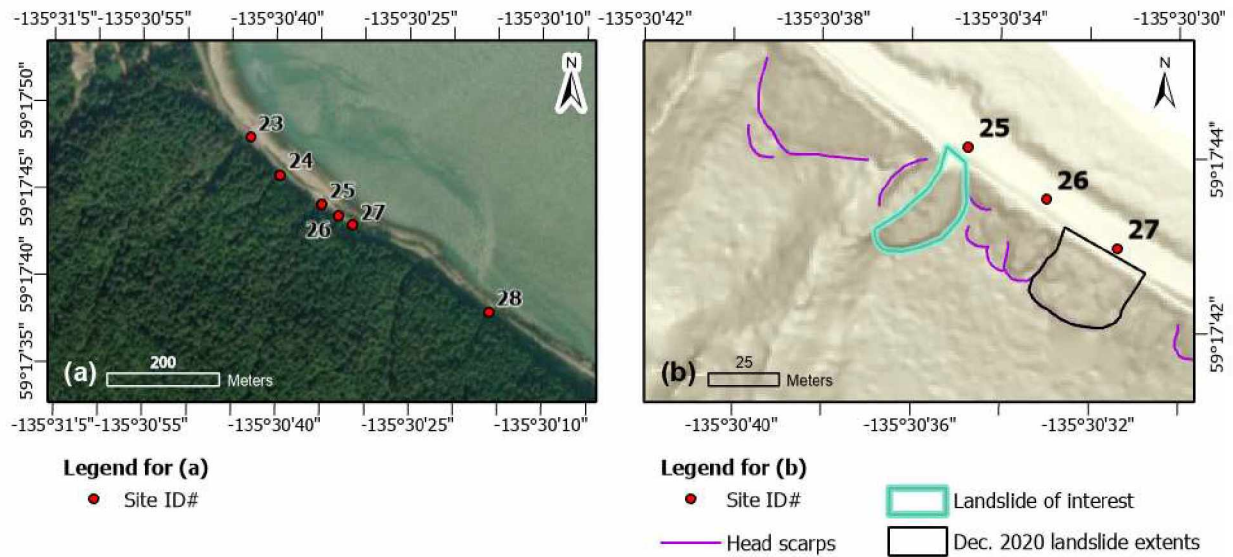 -135°31'5" -135°30'55" -135°30'40" -135°30'25" -135°30'10"
-135°30'42" -135°30'38" -135°30'34" -135°30'30"
59°17'50"
59°17'45"
59°17'40"
59°17'35"
N
23
24
25
26
27
28
(a)
200
Meters
-135°31'5" -135°30'55" -135°30'40" -135°30'25" -135°30'10"
N
25
26
27
59°17'44"
59°17'42"
(b)
25
Meters
-135°30'40" -135°30'36" -135°30'32"
Legend for (a)
Site ID#
Legend for (b)
Site ID#
Head scarps
Landslide of interest
Dec. 2020 landslide extents